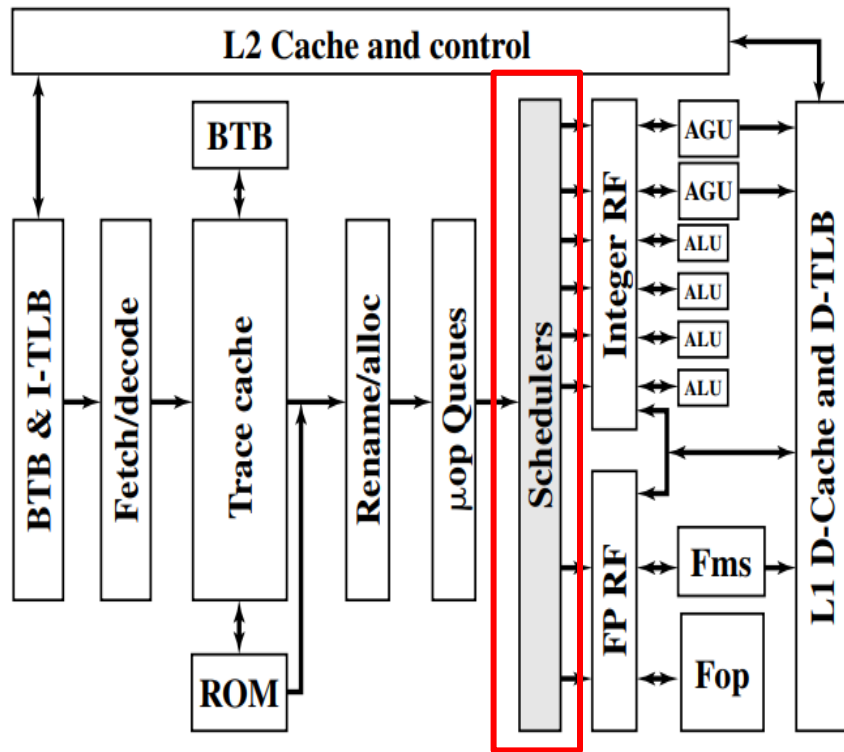 L2 Cache and control
BTB
BTB & I-TLB
Fetch/decode
Trace cache
ROM
Rename/alloc
μop Queues
Schedulers
Integer RF
FP RF
AGU
AGU
ALU
ALU
ALU
ALU
Fms
Fop
L1 D-Cache and D-TLB